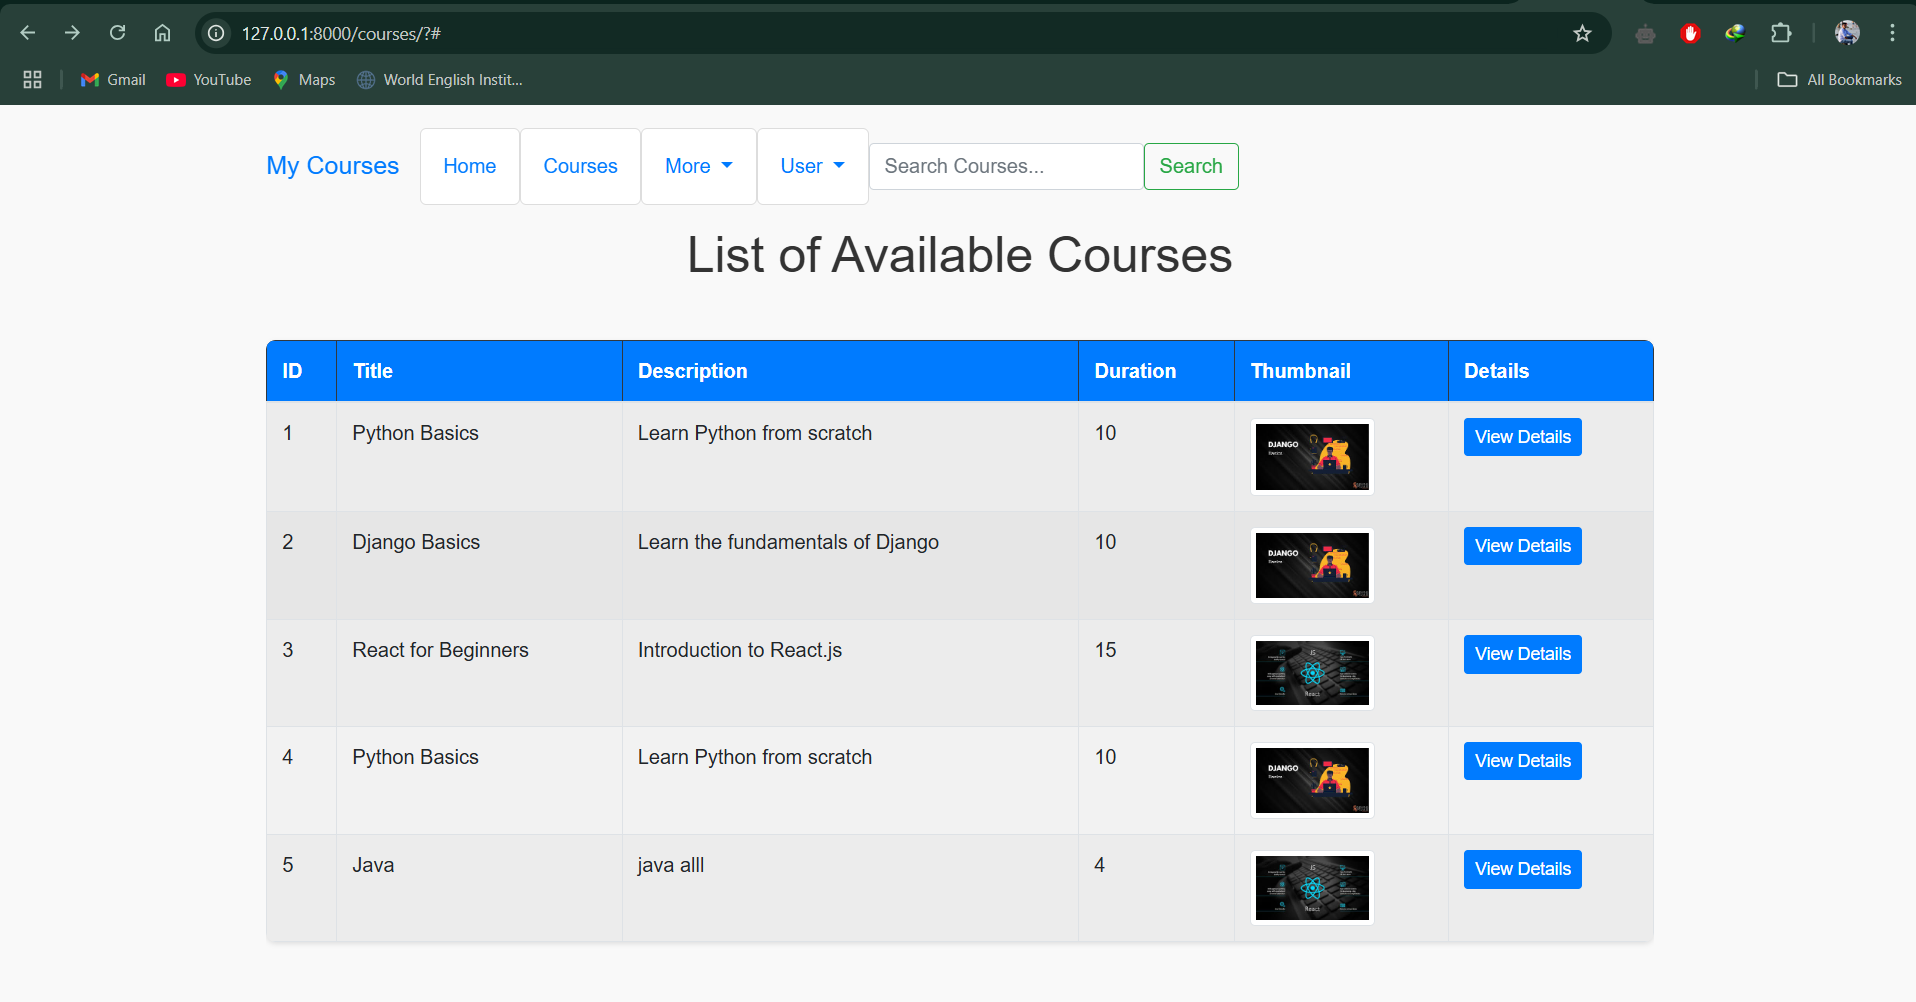 127.0.0.1:8000/courses/?#
Gmail YouTube Maps World English Instit... All Bookmarks
My Courses Home Courses More User Search Courses... Search
List of Available Courses
ID Title Description Duration Thumbnail Details
1 Python Basics Learn Python from scratch 10 View Details
DJANGO
2 Django Basics Learn the fundamentals of Django 10 View Details
DJANGO
3 React for Beginners Introduction to React.js 15 View Details
JS
React
4 Python Basics Learn Python from scratch 10 View Details
DJANGO
5 Java java alll 4 View Details
JS
React